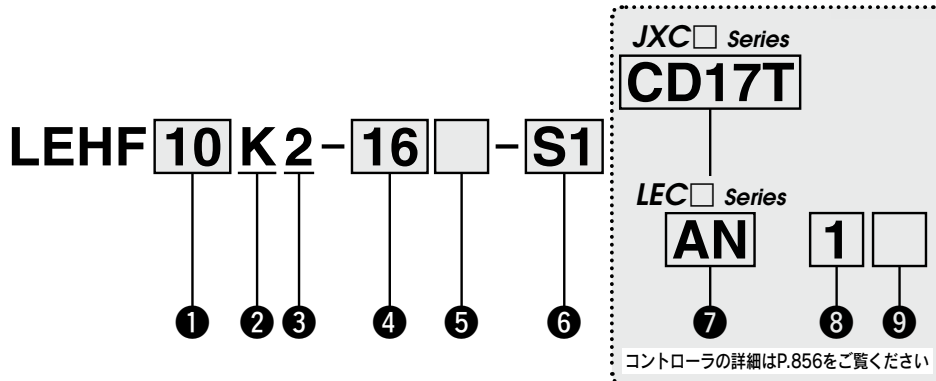 JXC□ Series
CD17T
LEHF 10 K 2 - 16 □ - S1
LEC□ Series
AN 1 □
❶ ❷ ❸ ❹ ❺ ❻ ❼ ❽ ❾
コントローラの詳細はP.856をご覧ください